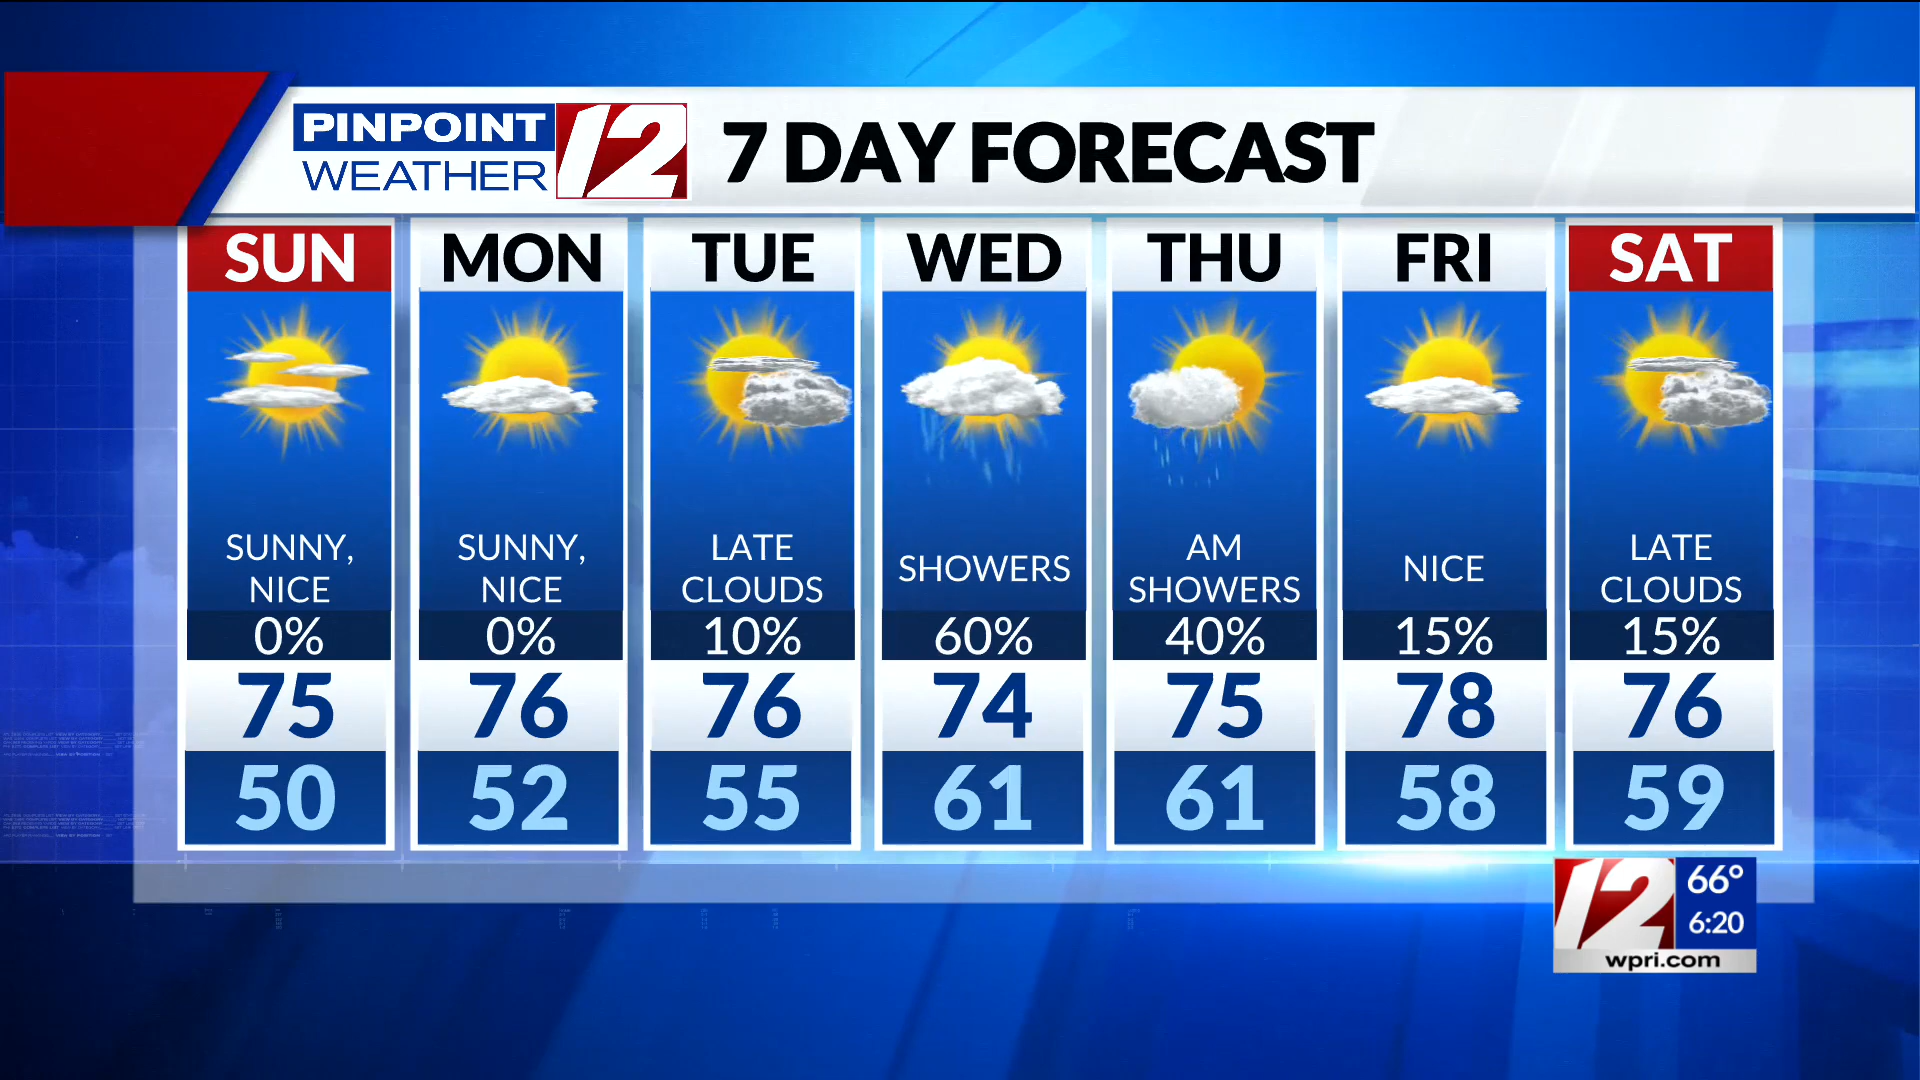 PINPOINT
WEATHER
12
7 DAY FORECAST
SUN
MON
TUE
WED
THU
FRI
SAT
SUNNY,
NICE
SUNNY,
NICE
LATE
CLOUDS
SHOWERS
AM
SHOWERS
NICE
LATE
CLOUDS
0%
0%
10%
60%
40%
15%
15%
75
76
76
74
75
78
76
50
52
55
61
61
58
59
12
66°
6:20
wpri.com